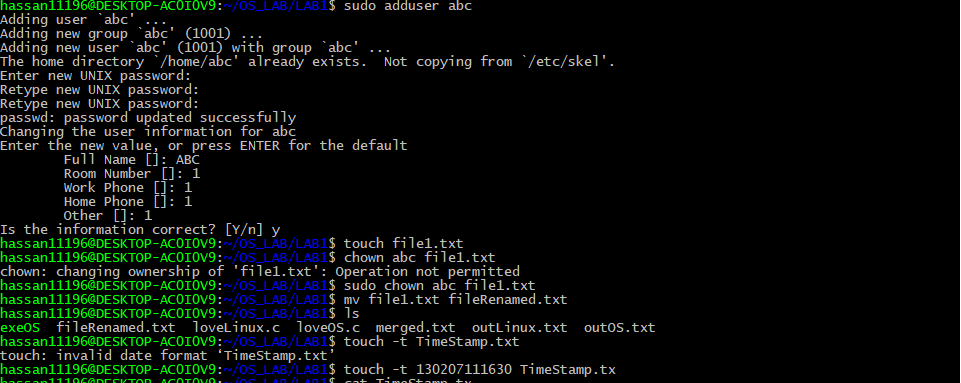 hassan11196@DESKTOP-AC0IOV9:~/OS_LAB/LAB1$ sudo adduser abc
Adding user `abc' ...
Adding new group `abc' (1001) ...
Adding new user `abc' (1001) with group `abc' ...
The home directory `/home/abc' already exists.  Not copying from `/etc/skel'.
Enter new UNIX password:
Retype new UNIX password:
Retype new UNIX password:
passwd: password updated successfully
Changing the user information for abc
Enter the new value, or press ENTER for the default
        Full Name []: ABC
        Room Number []: 1
        Work Phone []: 1
        Home Phone []: 1
        Other []: 1
Is the information correct? [Y/n] y
hassan11196@DESKTOP-AC0IOV9:~/OS_LAB/LAB1$ touch file1.txt
hassan11196@DESKTOP-AC0IOV9:~/OS_LAB/LAB1$ chown abc file1.txt
chown: changing ownership of 'file1.txt': Operation not permitted
hassan11196@DESKTOP-AC0IOV9:~/OS_LAB/LAB1$ sudo chown abc file1.txt
hassan11196@DESKTOP-AC0IOV9:~/OS_LAB/LAB1$ mv file1.txt fileRenamed.txt
hassan11196@DESKTOP-AC0IOV9:~/OS_LAB/LAB1$ ls
exeOS  fileRenamed.txt  loveLinux.c  loveOS.c  merged.txt  outLinux.txt  outOS.txt
hassan11196@DESKTOP-AC0IOV9:~/OS_LAB/LAB1$ touch -t TimeStamp.txt
touch: invalid date format ‘TimeStamp.txt’
hassan11196@DESKTOP-AC0IOV9:~/OS_LAB/LAB1$ touch -t 130207111630 TimeStamp.tx
hassan11196@DESKTOP-AC0IOV9:~/OS_LAB/LAB1$ cat TimeStamp.tx